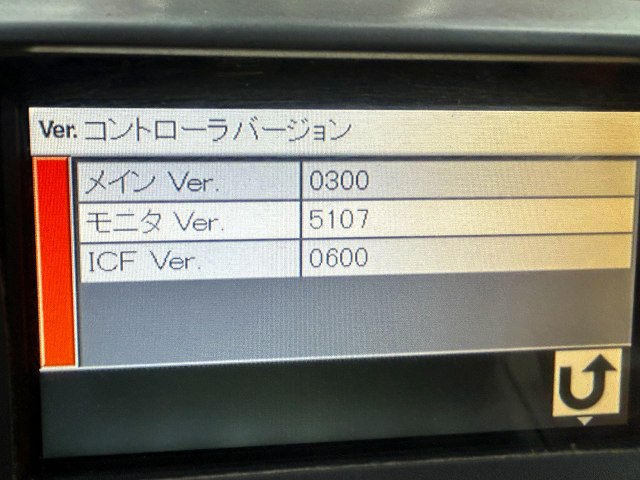 Ver. コントローラバージョン
メイン Ver. 0300
モニタ Ver. 5107
ICF Ver. 0600